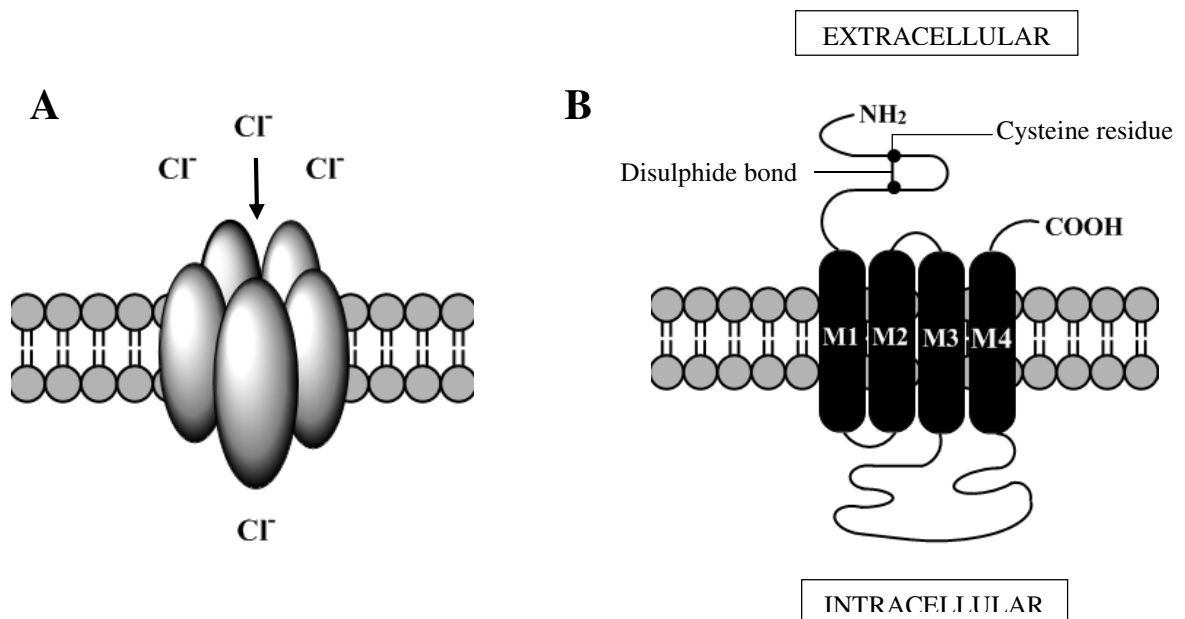 EXTRACELLULAR
A
Cl⁻
Cl⁻ Cl⁻
Cl⁻
B
NH₂
Cysteine residue
Disulphide bond
COOH
M1 M2 M3 M4
INTRACELLULAR